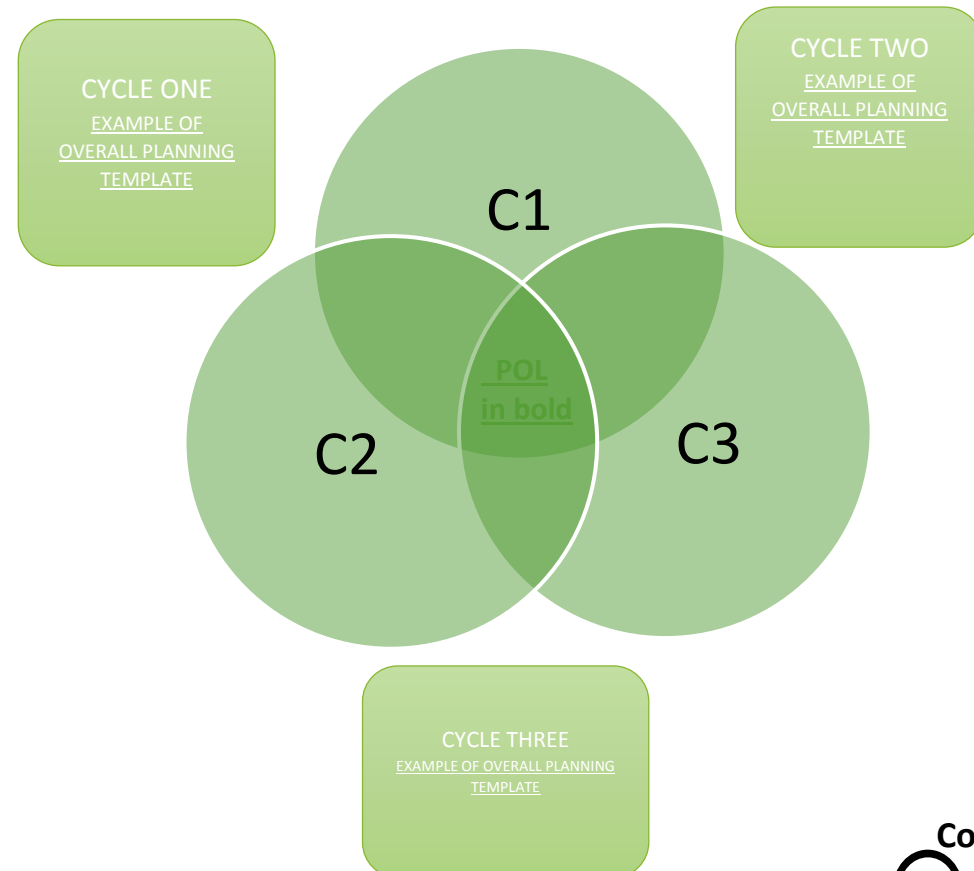 CYCLE ONE
EXAMPLE OF
OVERALL PLANNING
TEMPLATE
CYCLE TWO
EXAMPLE OF
OVERALL PLANNING
TEMPLATE
C1
POL
in bold
C2
C3
CYCLE THREE
EXAMPLE OF OVERALL PLANNING
TEMPLATE
Co